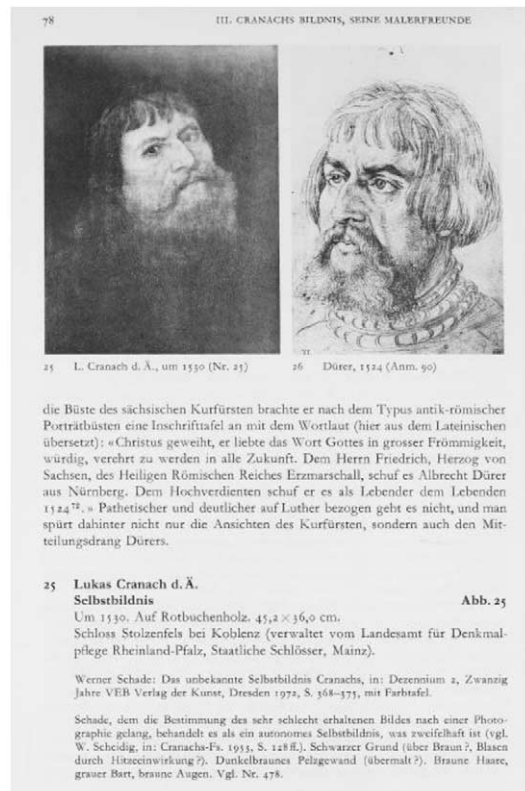 78 III. CRANACHS BILDNIS, SEINE MALERFREUNDE
25 L. Cranach d. Ä., um 1530 (Nr. 25)
26 Dürer, 1524 (Anm. 90)
die Büste des sächsischen Kurfürsten brachte er nach dem Typus antik-römischer
Porträtbüsten eine Inschrifttafel an mit dem Wortlaut (hier aus dem Lateinischen
übersetzt): «Christus geweiht, er liebte das Wort Gottes in grosser Frömmigkeit,
würdig, verehrt zu werden in alle Zukunft. Dem Herrn Friedrich, Herzog von
Sachsen, des Heiligen Römischen Reiches Erzmarschall, schuf es Albrecht Dürer
aus Nürnberg. Dem Hochverdienten schuf er es als Lebender dem Lebenden
1524⁷².» Pathetischer und deutlicher auf Luther bezogen geht es nicht, und man
spürt dahinter nicht nur die Ansichten des Kurfürsten, sondern auch den Mit-
teilungsdrang Dürers.
25 Lukas Cranach d. Ä.
Selbstbildnis Abb. 25
Um 1530. Auf Rotbuchenholz. 45,2 × 36,0 cm.
Schloss Stolzenfels bei Koblenz (verwaltet vom Landesamt für Denkmal-
pflege Rheinland-Pfalz, Staatliche Schlösser, Mainz).
Werner Schade: Das unbekannte Selbstbildnis Cranachs, in: Dezennium 2, Zwanzig
Jahre VEB Verlag der Kunst, Dresden 1972, S. 368–375, mit Farbtafel.
Schade, dem die Bestimmung des sehr schlecht erhaltenen Bildes nach einer Photo-
graphie gelang, behandelt es als ein autonomes Selbstbildnis, was zweifelhaft ist (vgl.
W. Scheidig, in: Cranachs-Fs. 1953, S. 128 ff.). Schwarzer Grund (über Braun?, Blasen
durch Hitzeeinwirkung?). Dunkelbraunes Pelzgewand (übermalt?). Braune Haare,
grauer Bart, braune Augen. Vgl. Nr. 478.